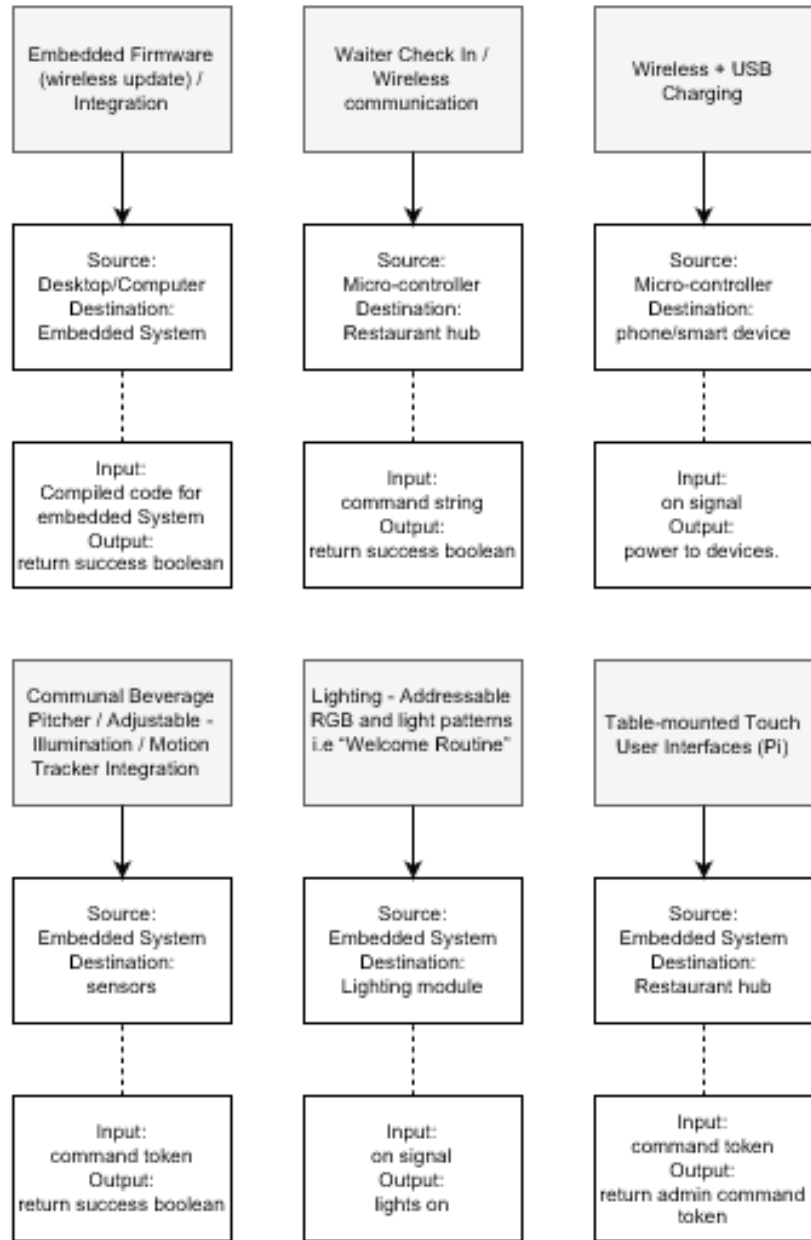 Embedded Firmware
(wireless update) /
Integration
Waiter Check In /
Wireless
communication
Wireless + USB
Charging
Source:
Desktop/Computer
Destination:
Embedded System
Source:
Micro-controller
Destination:
Restaurant hub
Source:
Micro-controller
Destination:
phone/smart device
Input:
Compiled code for
embedded System
Output:
return success boolean
Input:
command string
Output:
return success boolean
Input:
on signal
Output:
power to devices.
Communal Beverage
Pitcher / Adjustable -
Illumination / Motion
Tracker Integration
Lighting - Addressable
RGB and light patterns
i.e “Welcome Routine”
Table-mounted Touch
User Interfaces (Pi)
Source:
Embedded System
Destination:
sensors
Source:
Embedded System
Destination:
Lighting module
Source:
Embedded System
Destination:
Restaurant hub
Input:
command token
Output:
return success boolean
Input:
on signal
Output:
lights on
Input:
command token
Output:
return admin command
token